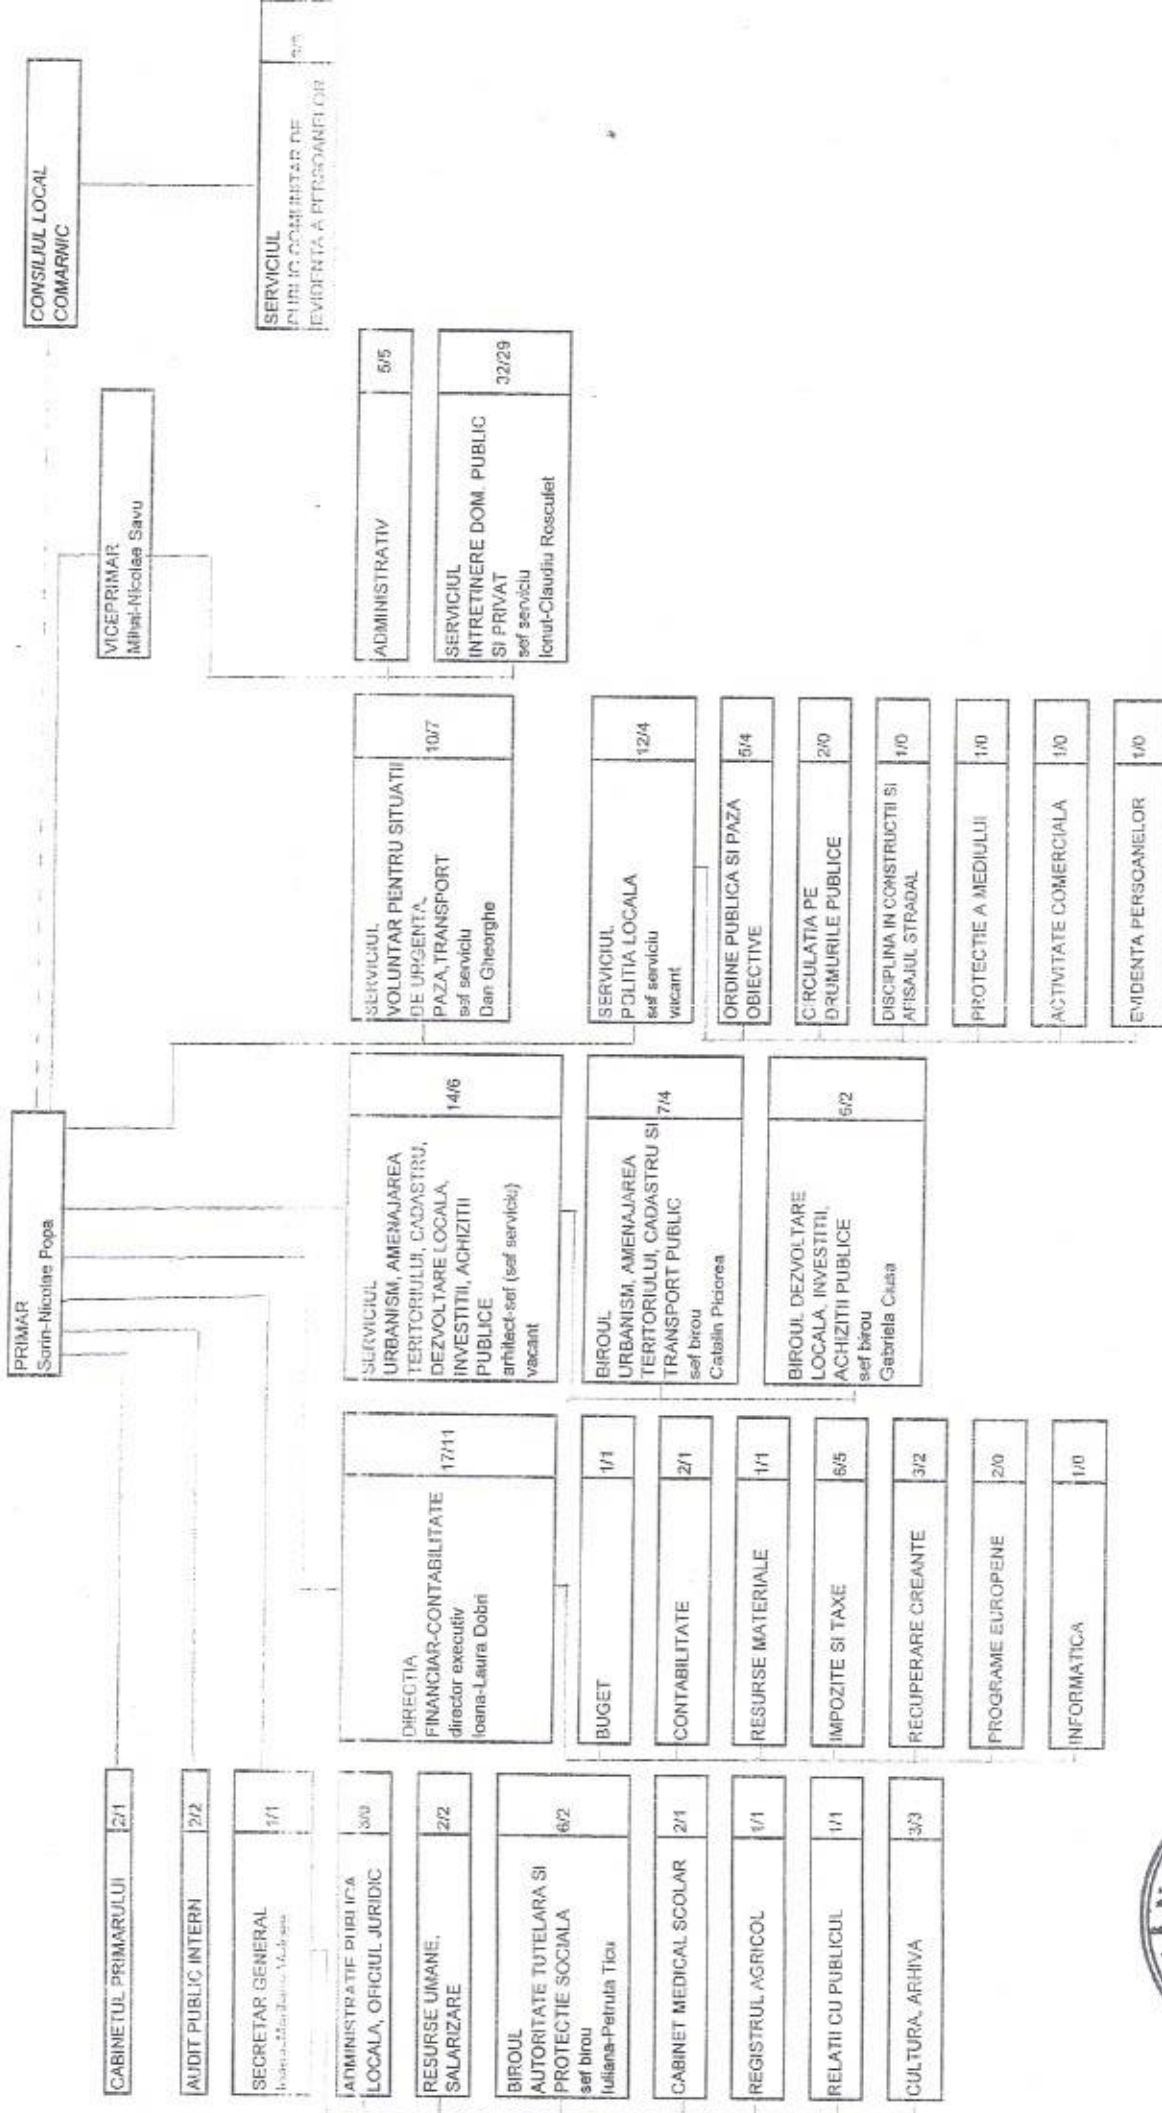 CONSILIUL LOCAL
COMARNIC
PRIMAR
Sorin-Nicolae Popa
VICEPRIMAR
Mihai-Nicolae Savu
SERVICIUL
PUBLIC COMUNITAR DE
EVIDENTA A PERSOANELOR
CABINETUL PRIMARULUI 2/1
AUDIT PUBLIC INTERN 2/2
SECRETAR GENERAL 1/1
ADMINISTRATIE PUBLICA
LOCALA, OFICIUL JURIDIC
RESURSE UMANE,
SALARIZARE 2/2
BIROUL
AUTORITATE TUTELARA SI
PROTECTIE SOCIALA
sef birou
Iuliana-Petruta Ticu
6/2
CABINET MEDICAL SCOLAR 2/1
REGISTRUL AGRICOL 1/1
RELATII CU PUBLICUL 1/1
CULTURA, ARHIVA 3/3
DIRECTIA
FINANCIAR-CONTABILITATE
director executiv
Ioana-Laura Dobri
17/11
BUGET 1/1
CONTABILITATE 2/1
RESURSE MATERIALE 1/1
IMPOZITE SI TAXE 6/5
RECUPERARE CREANTE 3/2
PROGRAME EUROPENE 2/0
INFORMATICA 1/0
SERVICIUL
URBANISM, AMENAJAREA
TERITORIULUI, CADASTRU,
DEZVOLTARE LOCALA,
INVESTITII, ACHIZITII
PUBLICE
arhitect-sef (sef serviciu)
vacant
14/6
BIROUL
URBANISM, AMENAJAREA
TERITORIULUI, CADASTRU SI
TRANSPORT PUBLIC
sef birou
Catalin Piciorea
7/4
BIROUL DEZVOLTARE
LOCALA, INVESTITII,
ACHIZITII PUBLICE
sef birou
Gabriela Ciusa
6/2
SERVICIUL
VOLUNTAR PENTRU SITUATII
DE URGENTA,
PAZA, TRANSPORT
sef serviciu
Dan Gheorghe
10/7
SERVICIUL
POLITIA LOCALA
sef serviciu
vacant
12/4
ORDINE PUBLICA SI PAZA
OBIECTIVE
5/4
CIRCULATIA PE
DRUMURILE PUBLICE
2/0
DISCIPLINA IN CONSTRUCTII SI
AFISAJUL STRADAL
1/0
PROTECTIE A MEDIULUI 1/0
ACTIVITATE COMERCIALA 1/0
EVIDENTA PERSOANELOR 1/0
ADMINISTRATIV 5/5
SERVICIUL
INTRETINERE DOM. PUBLIC
SI PRIVAT
sef serviciu
Ionut-Claudiu Rosculet
32/29